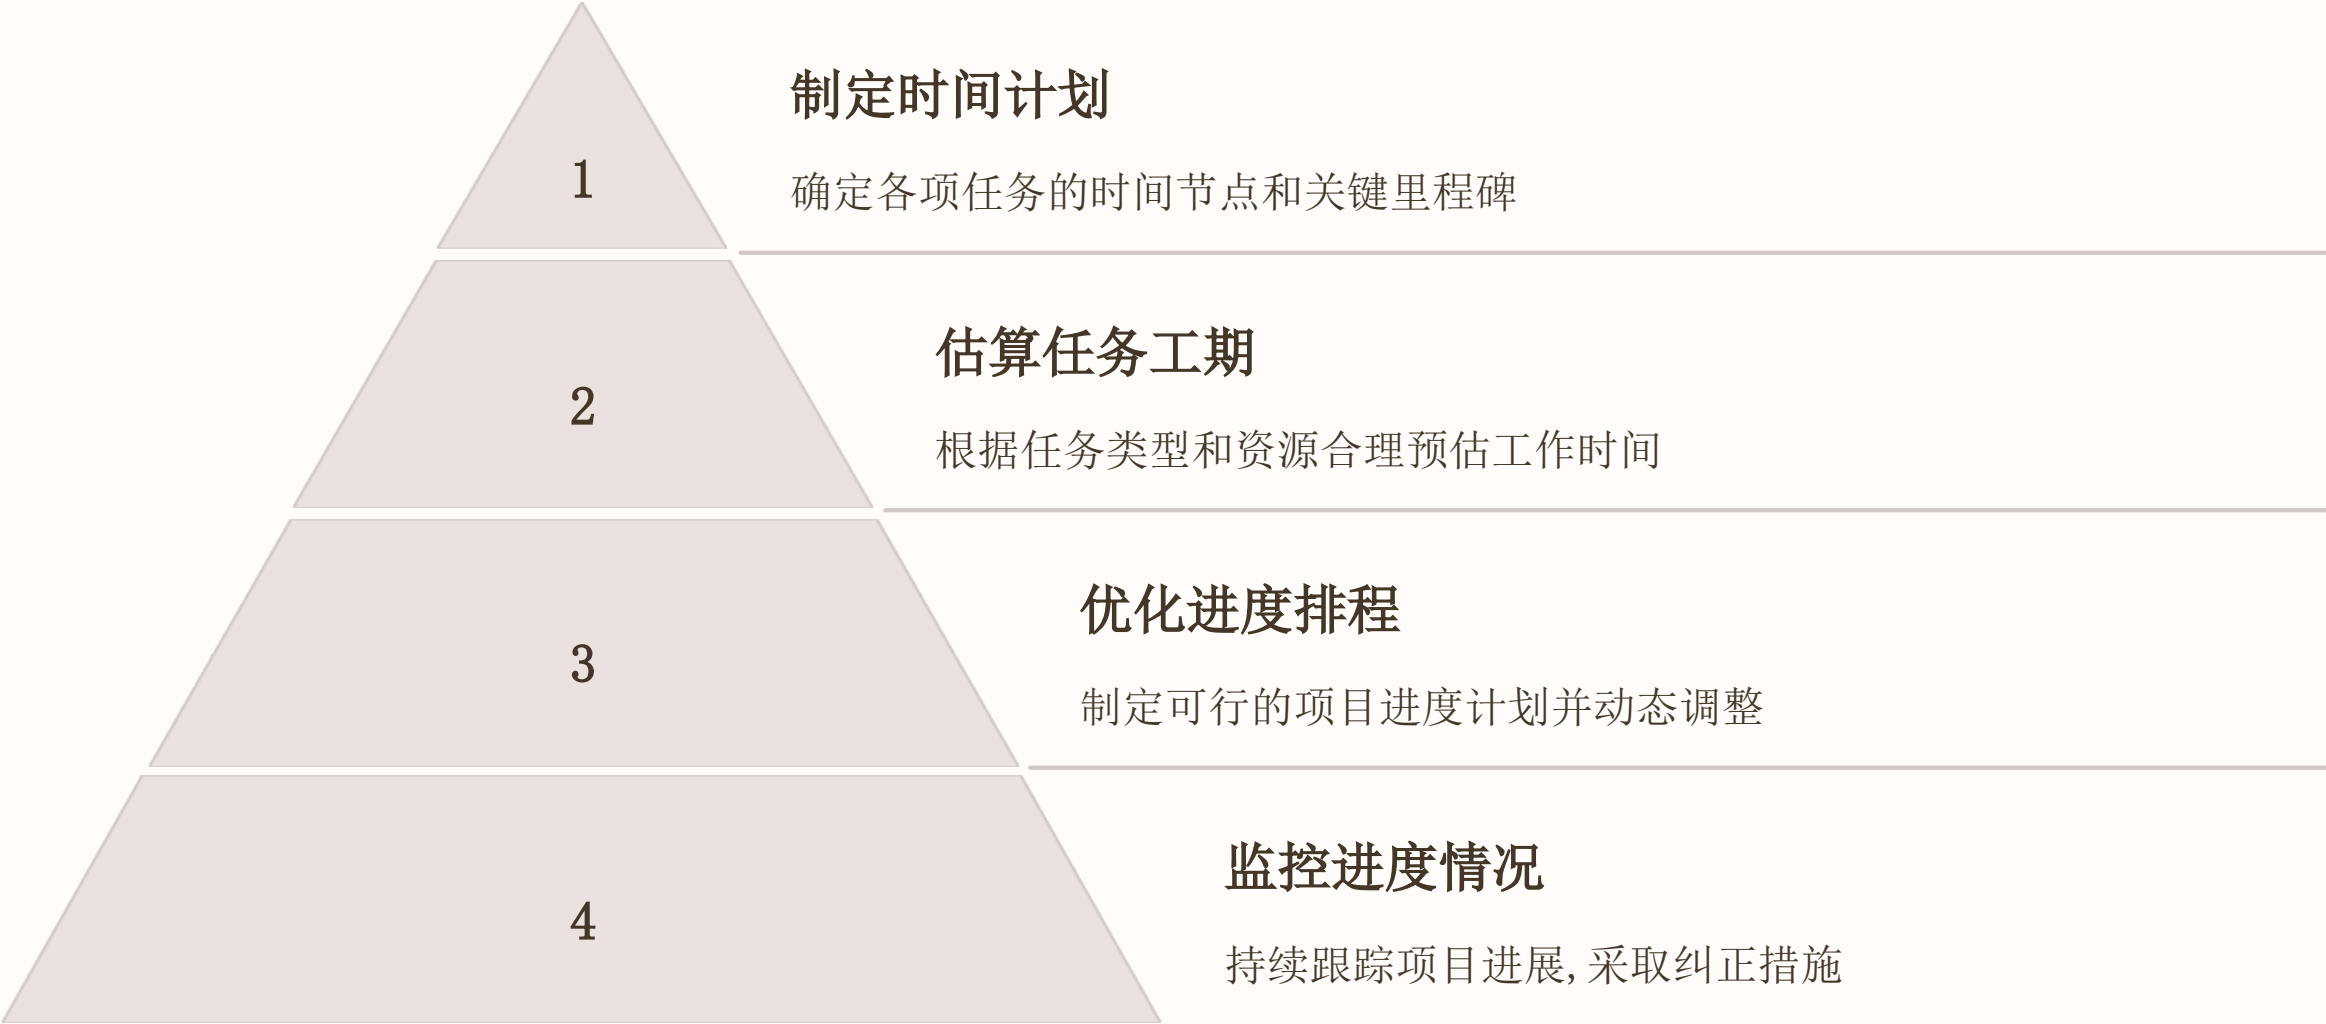 1
制定时间计划
确定各项任务的时间节点和关键里程碑
2
估算任务工期
根据任务类型和资源合理预估工作时间
3
优化进度排程
制定可行的项目进度计划并动态调整
4
监控进度情况
持续跟踪项目进展,采取纠正措施